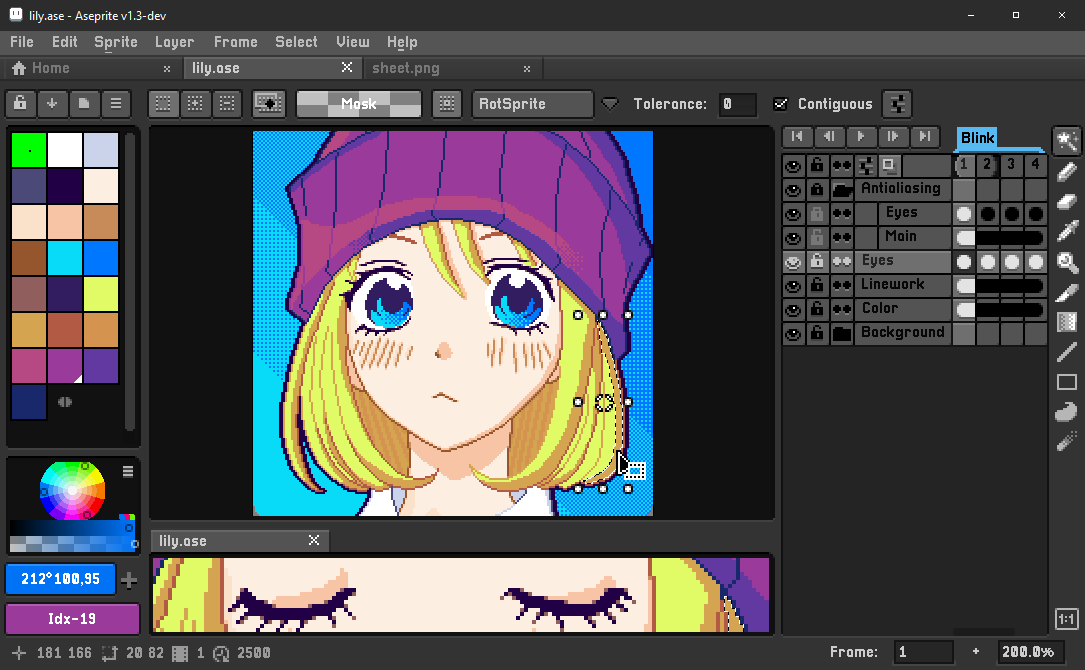 lily.ase - Aseprite v1.3-dev
File Edit Sprite Layer Frame Select View Help
Home lily.ase sheet.png
Mask RotSprite Tolerance: 0 Contiguous
Blink
1 2 3 4
Antialiasing
Eyes
Main
Eyes
Linework
Color
Background
lily.ase
212°100,95
Idx-19
1:1
181 166 20 82 1 2500 Frame: 1 + 200.0%